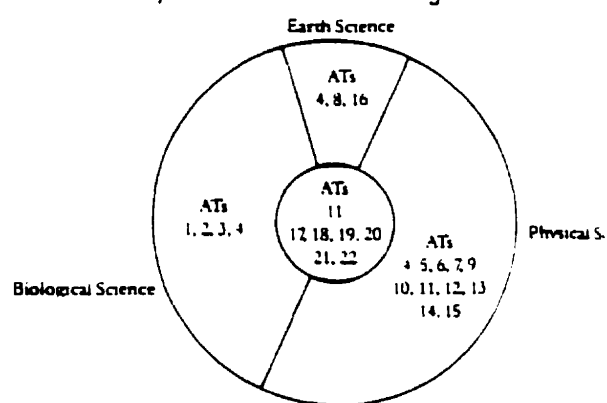 Earth Science
ATs
4, 8, 16
ATs
11
17, 18, 19, 20
21, 22
ATs
1, 2, 3, 4
ATs
4 5, 6, 7, 9
10, 11, 12, 13
14, 15
Physical S
Biological Science